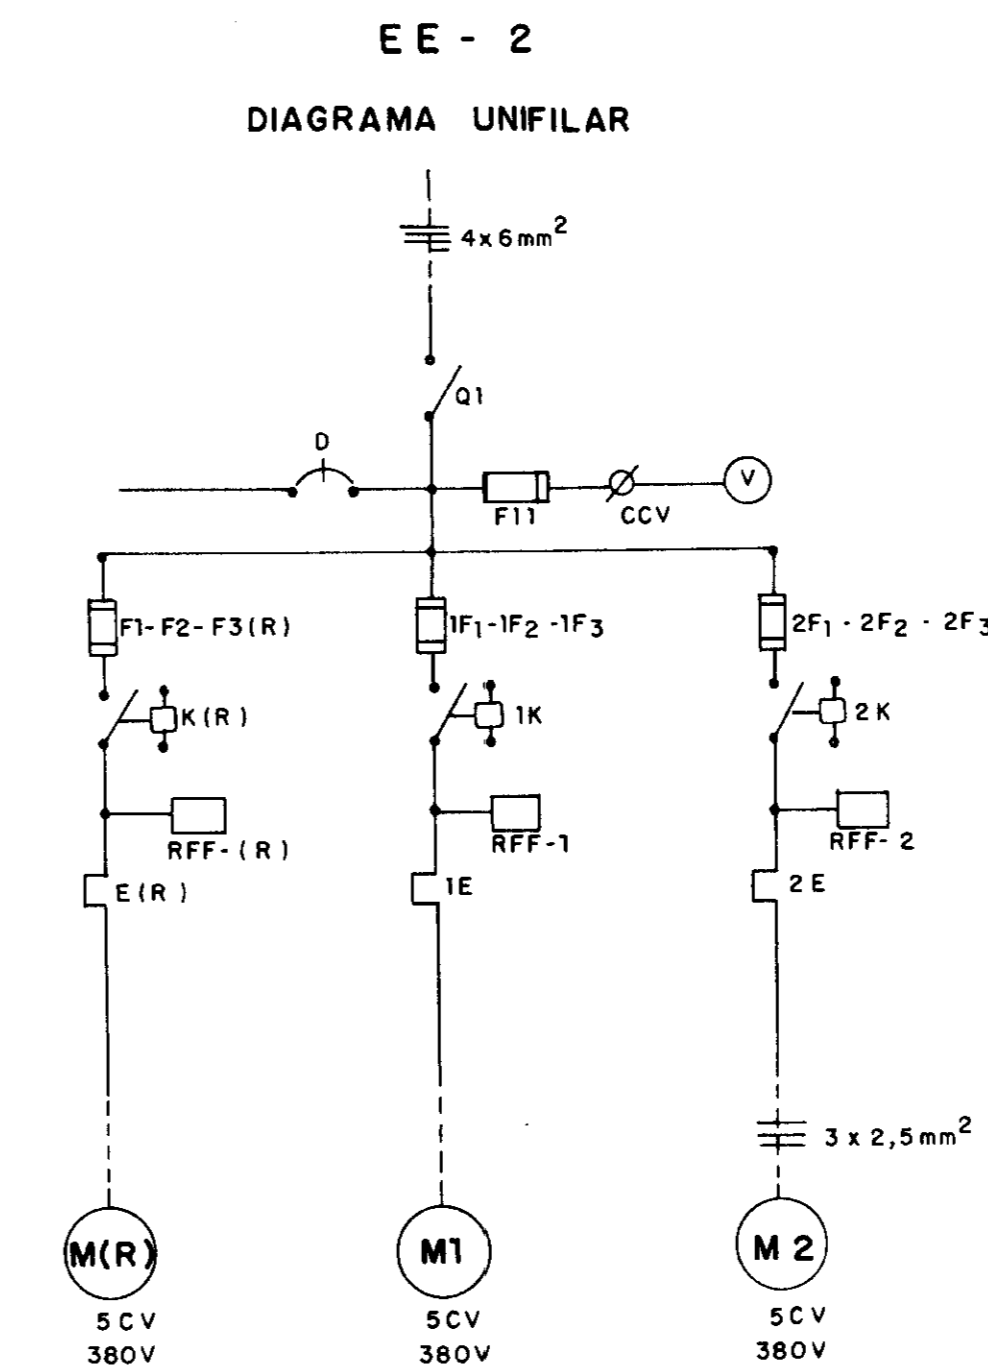 EE - 2
DIAGRAMA UNIFILAR
4x6mm²
Q1
D
V
F11
CCV
F1-F2-F3(R)
1F₁-1F₂-1F₃
2F₁-2F₂-2F₃
K(R)
1K
2K
RFF-(R)
RFF-1
RFF-2
E(R)
1E
2E
3 x 2,5mm²
M(R)
M1
M2
5CV
380V
5CV
380V
5CV
380V